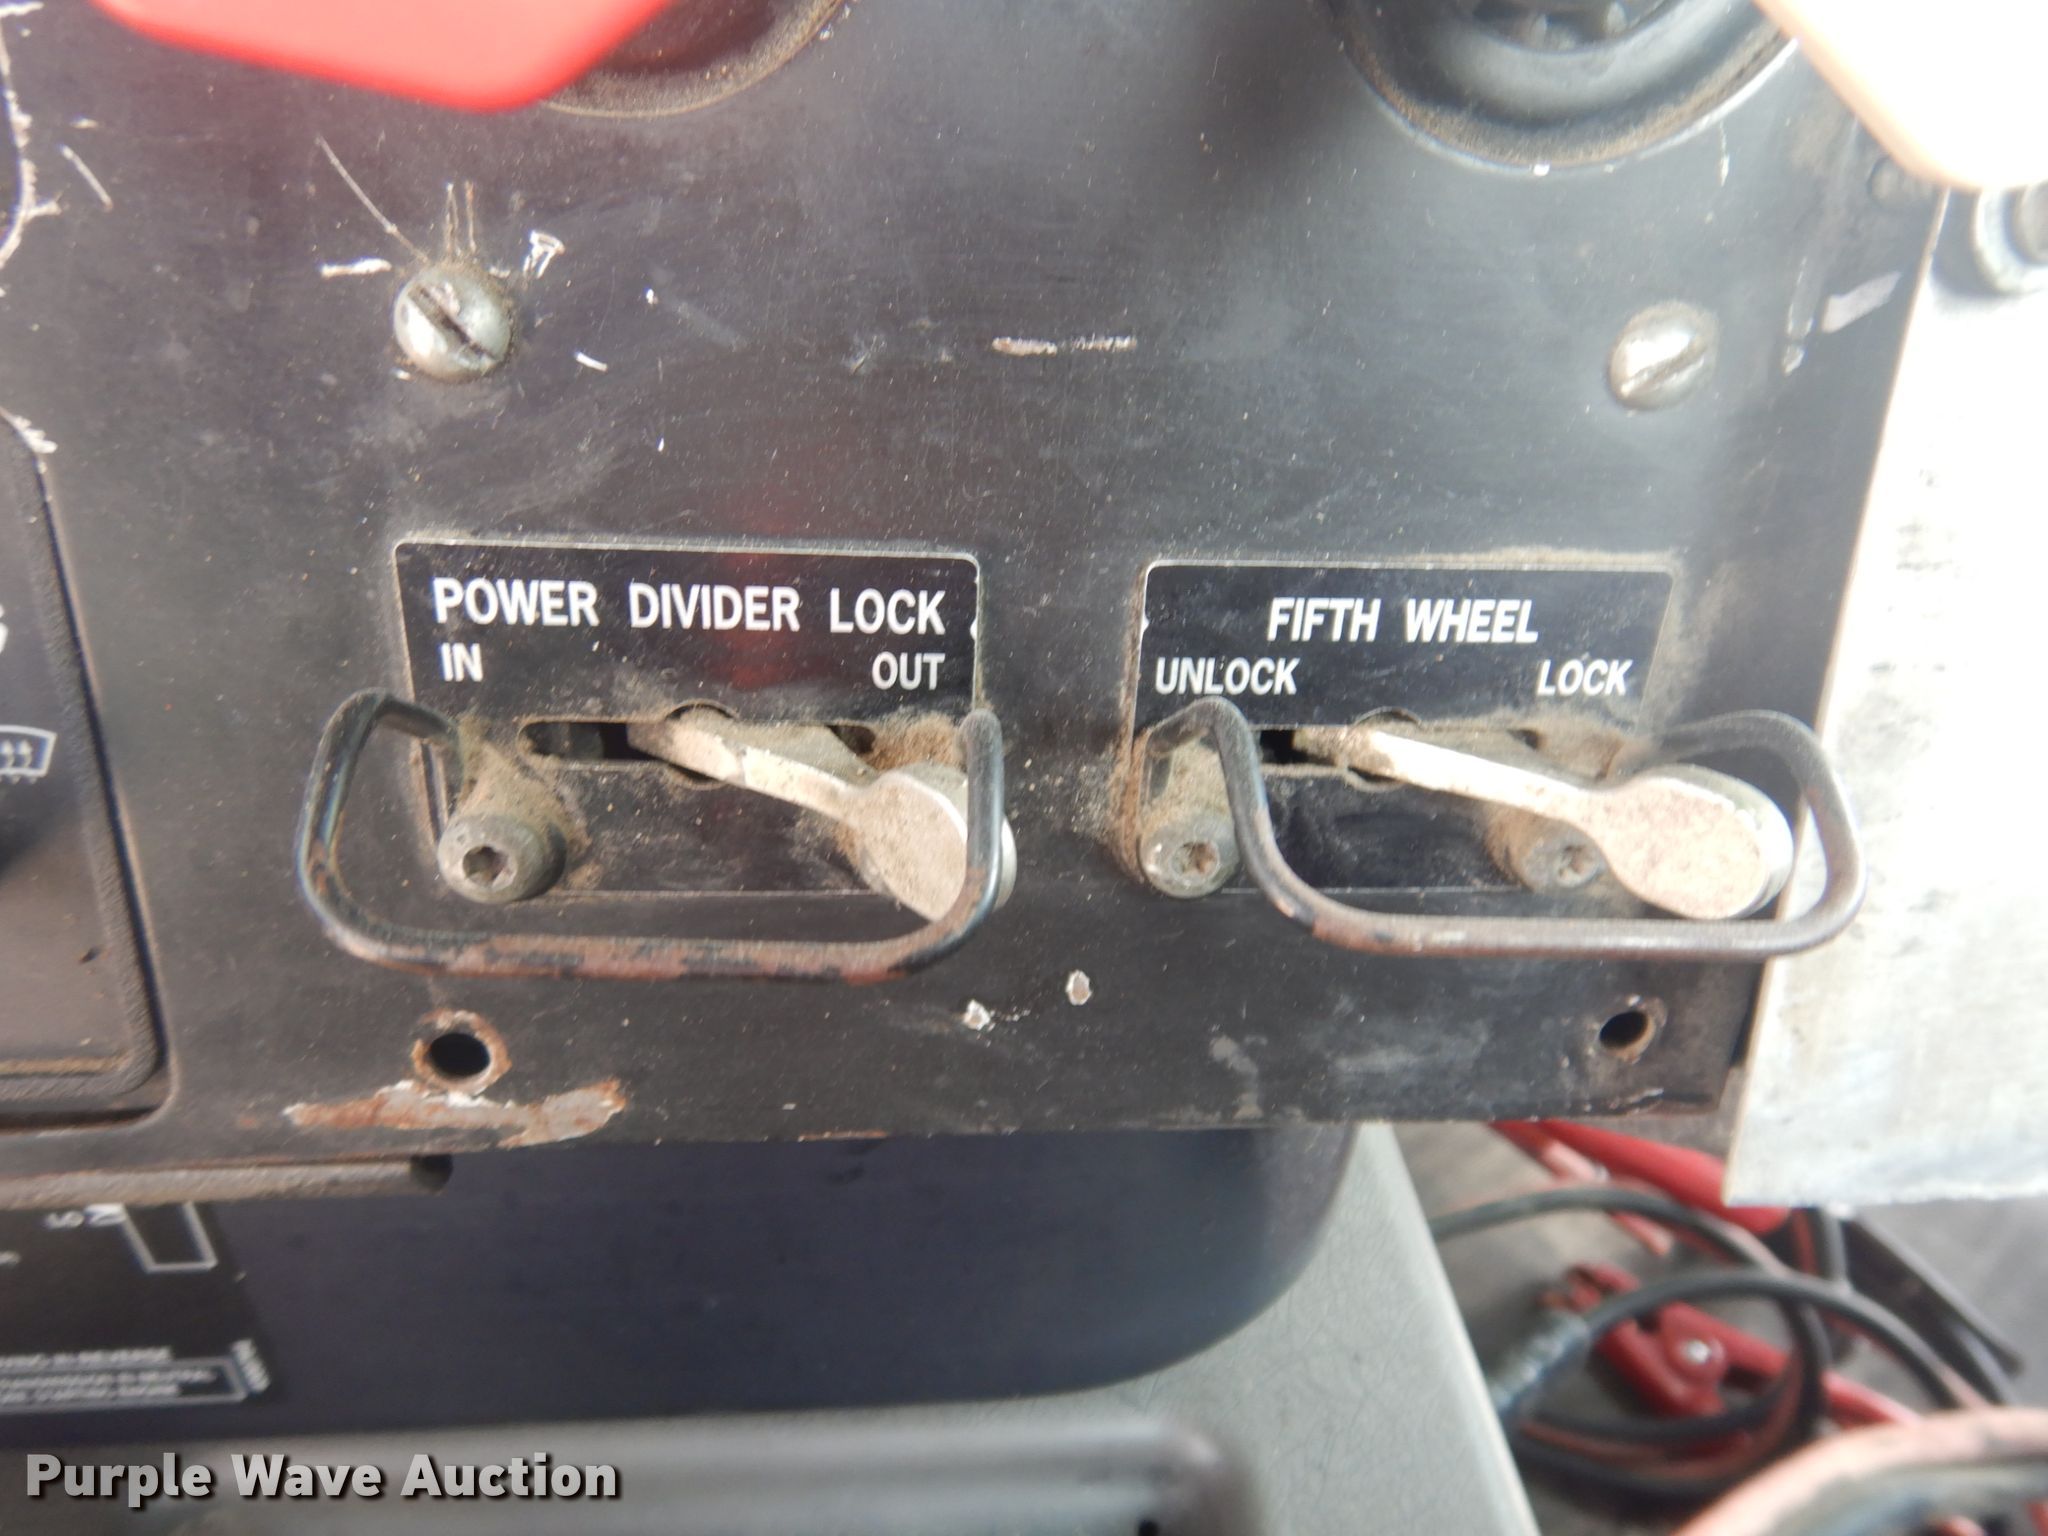 POWER DIVIDER LOCK
IN OUT
FIFTH WHEEL
UNLOCK LOCK
Purple Wave Auction